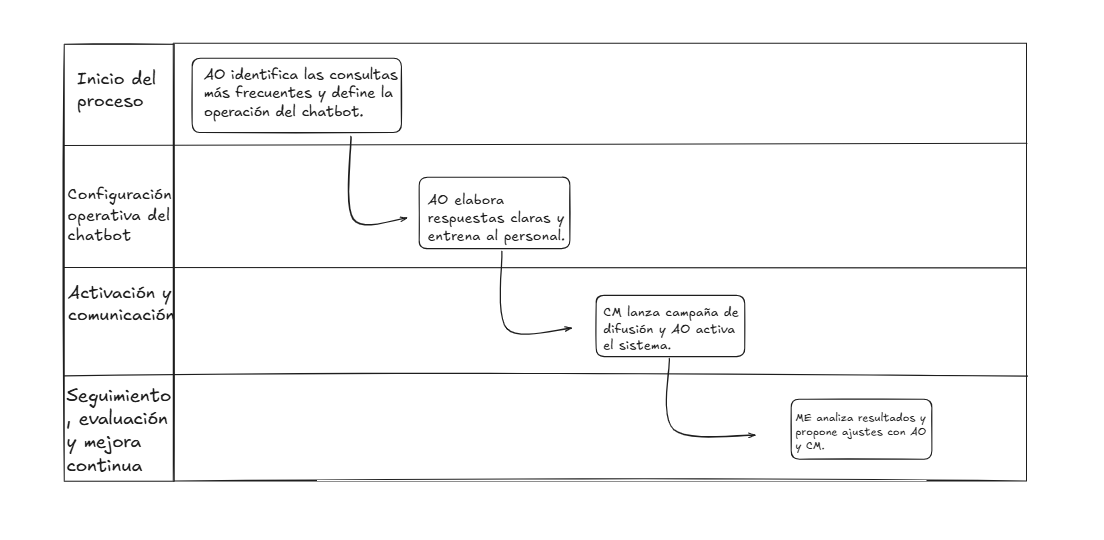 Inicio del
proceso
AO identifica las consultas
más frecuentes y define la
operación del chatbot.
Configuración
operativa del
chatbot
AO elabora
respuestas claras y
entrena al personal.
Activación y
comunicación
CM lanza campaña de
difusión y AO activa
el sistema.
Seguimiento
, evaluación
y mejora
continua
ME analiza resultados y
propone ajustes con AO
y CM.